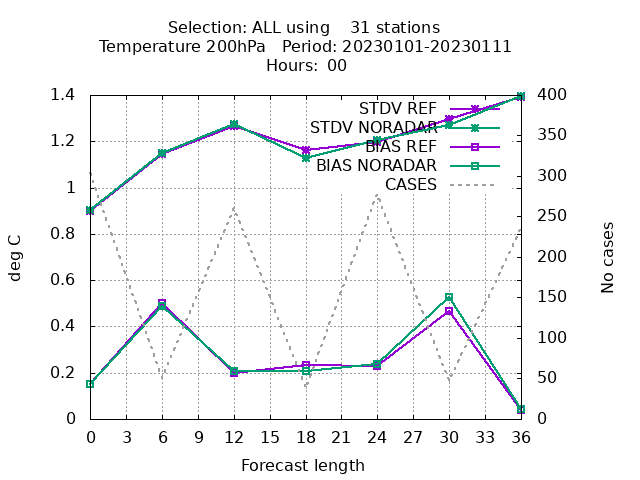 Selection: ALL using    31 stations
Temperature 200hPa   Period: 20230101-20230111
Hours:  00
1.4
1.2
1
0.8
0.6
0.4
0.2
0
deg C
STDV REF
STDV NORADAR
BIAS REF
BIAS NORADAR
CASES
400
350
300
250
200
150
100
50
0
No cases
0 3 6 9 12 15 18 21 24 27 30 33 36
Forecast length